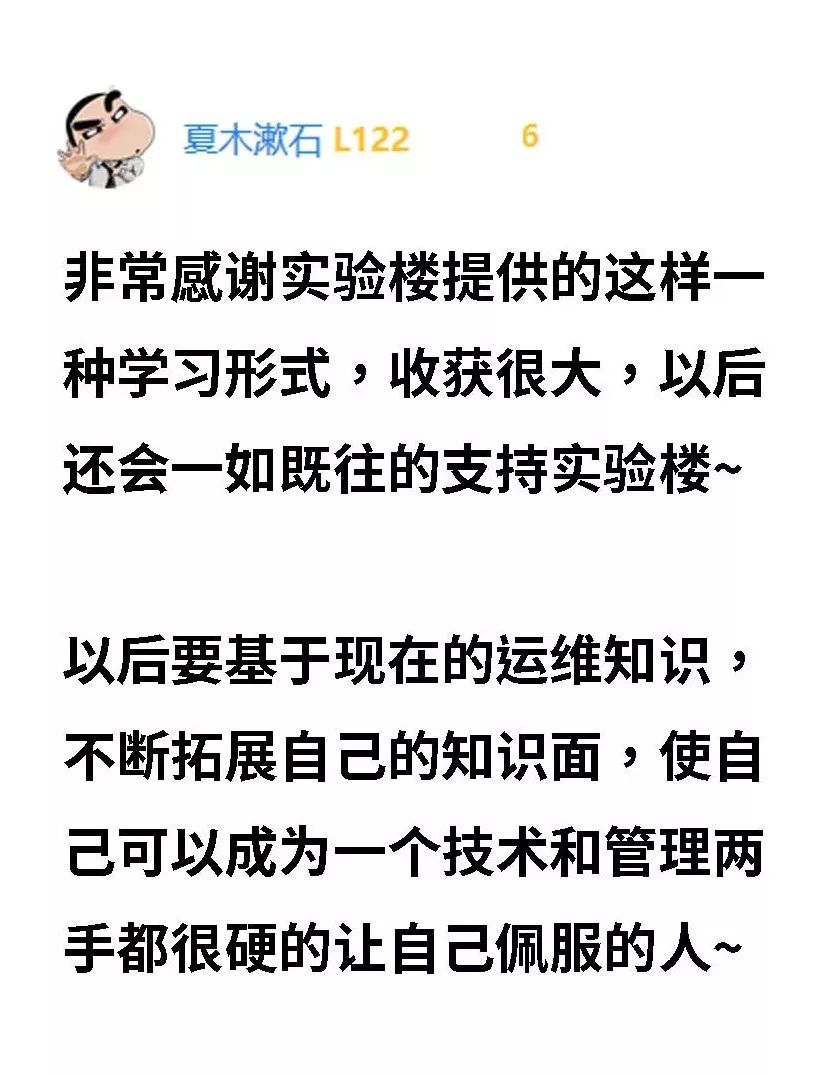 夏木漱石 L122 6
非常感谢实验楼提供的这样一
种学习形式，收获很大，以后
还会一如既往的支持实验楼~
以后要基于现在的运维知识，
不断拓展自己的知识面，使自
己可以成为一个技术和管理两
手都很硬的让自己佩服的人~